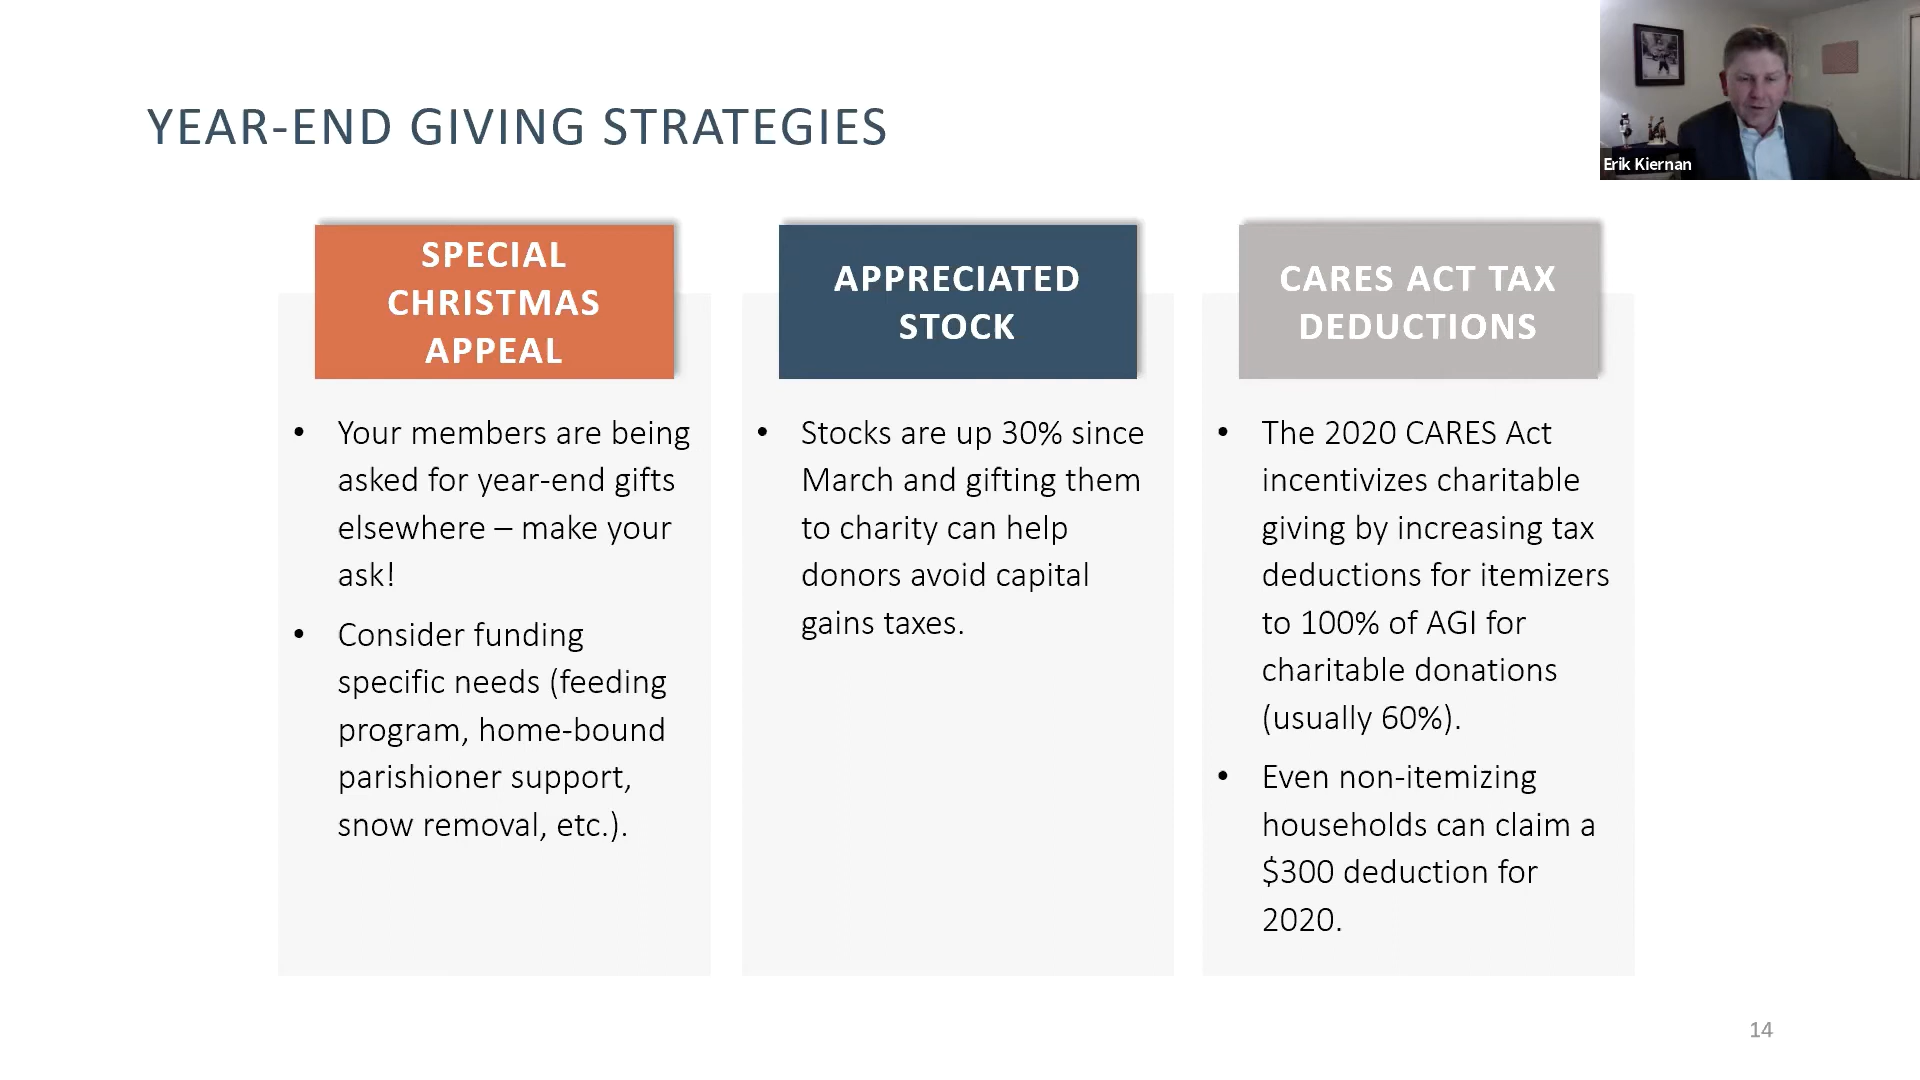 YEAR-END GIVING STRATEGIES
Erik Kiernan
SPECIAL
CHRISTMAS
APPEAL
• Your members are being
asked for year-end gifts
elsewhere – make your
ask!
• Consider funding
specific needs (feeding
program, home-bound
parishioner support,
snow removal, etc.).
APPRECIATED
STOCK
• Stocks are up 30% since
March and gifting them
to charity can help
donors avoid capital
gains taxes.
CARES ACT TAX
DEDUCTIONS
• The 2020 CARES Act
incentivizes charitable
giving by increasing tax
deductions for itemizers
to 100% of AGI for
charitable donations
(usually 60%).
• Even non-itemizing
households can claim a
$300 deduction for
2020.
14